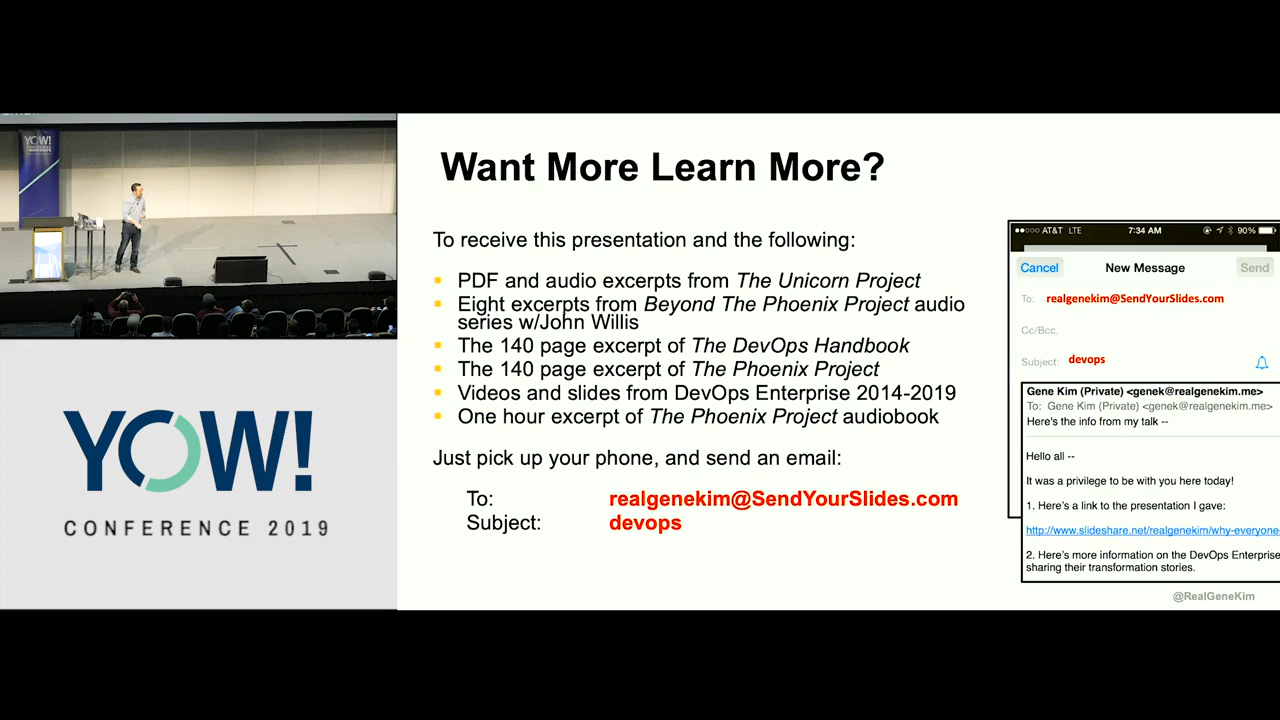 YOW!
YOW!
CONFERENCE 2019
Want More Learn More?
To receive this presentation and the following:
PDF and audio excerpts from The Unicorn Project
Eight excerpts from Beyond The Phoenix Project audio
series w/John Willis
The 140 page excerpt of The DevOps Handbook
The 140 page excerpt of The Phoenix Project
Videos and slides from DevOps Enterprise 2014-2019
One hour excerpt of The Phoenix Project audiobook
Just pick up your phone, and send an email:
To: realgenekim@SendYourSlides.com
Subject: devops
AT&T LTE 7:34 AM 90%
Cancel New Message Send
To: realgenekim@SendYourSlides.com
Cc/Bcc,
Subject: devops
Gene Kim (Private) <genek@realgenekim.me>
To: Gene Kim (Private) <genek@realgenekim.me>
Here's the info from my talk --
Hello all --
It was a privilege to be with you here today!
1. Here's a link to the presentation I gave:
http://www.slideshare.net/realgenekim/why-everyone-
2. Here's more information on the DevOps Enterprise
sharing their transformation stories.
@RealGeneKim